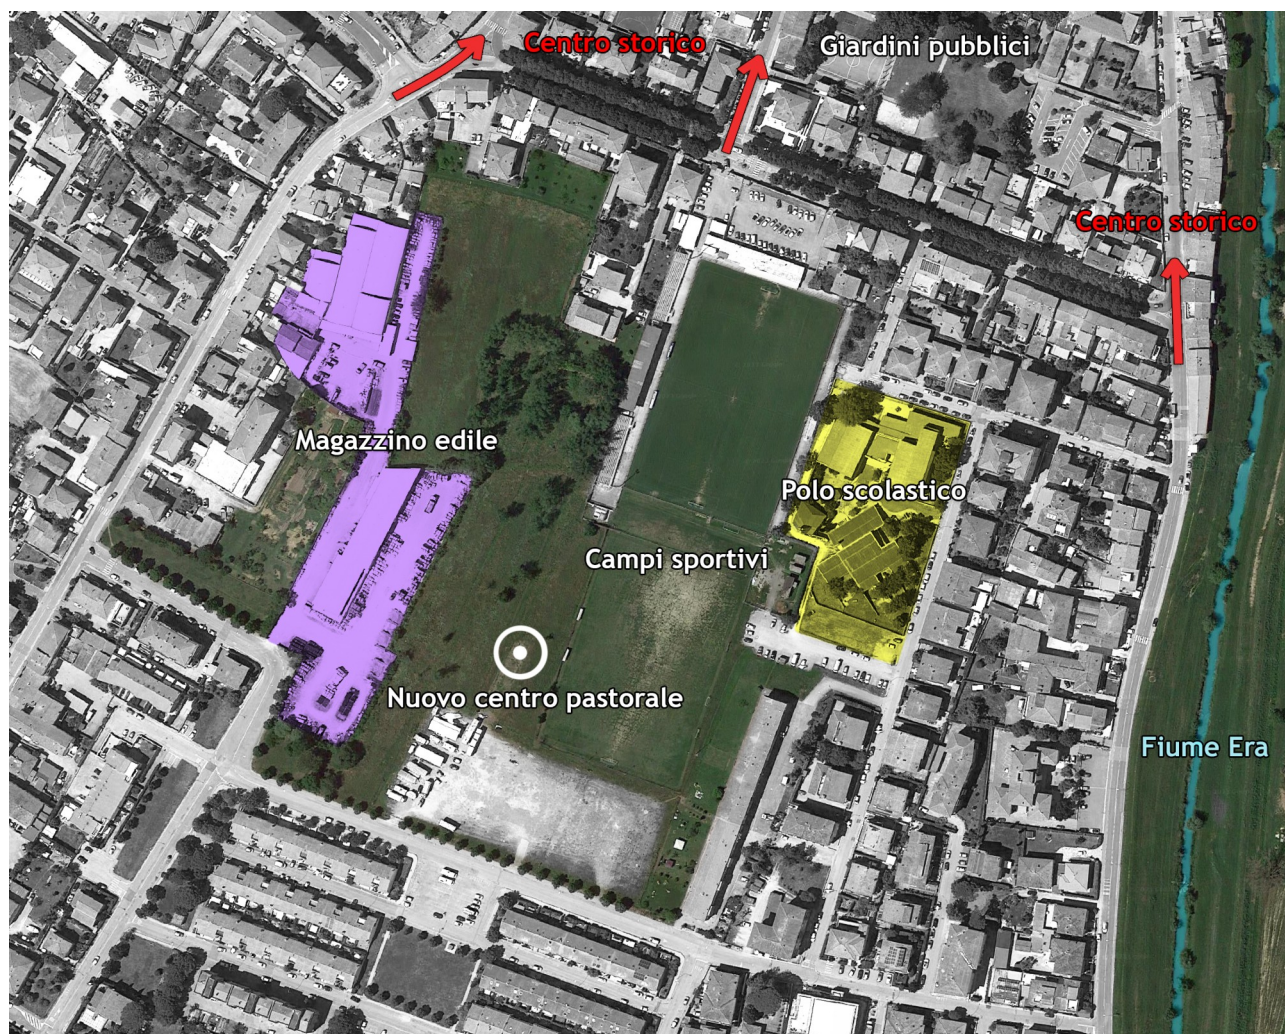 Centro storico
Giardini pubblici
Centro storico
Magazzino edile
Polo scolastico
Campi sportivi
Nuovo centro pastorale
Fiume Era